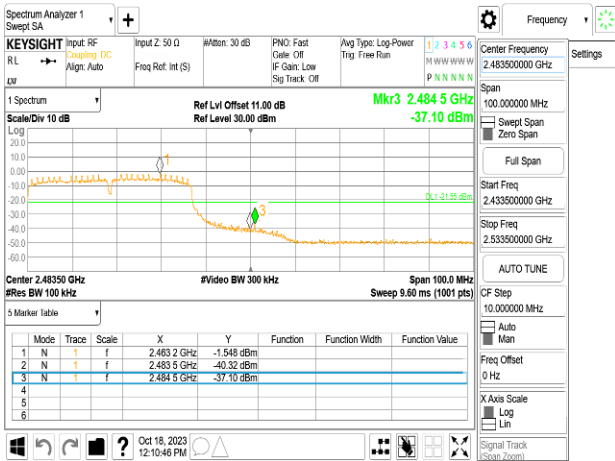 Spectrum Analyzer 1
Swept SA
Frequency
KEYSIGHT Input: RF Input Z: 50 Ω #Atten: 30 dB PNO: Fast Avg Type: Log-Power 1 2 3 4 5 6
RL Coupling: DC Gate: Off Trig: Free Run
Align: Auto Freq Ref: Int (S) IF Gain: Low M W W W W W
Sig Track: Off P N N N N N
1 Spectrum
Scale/Div 10 dB
Ref Lvl Offset 11.00 dB
Ref Level 30.00 dBm
Mkr3 2.484 5 GHz
-37.10 dBm
Log
20.0
10.0
0.00
-10.0
-20.0
-30.0
-40.0
-50.0
-60.0
1
3
DL1 -21.55 dBm
Center 2.48350 GHz #Video BW 300 kHz Span 100.0 MHz
#Res BW 100 kHz Sweep 9.60 ms (1001 pts)
5 Marker Table
Mode Trace Scale X Y Function Function Width Function Value
1 N 1 f 2.463 2 GHz -1.548 dBm
2 N 1 f 2.483 5 GHz -40.32 dBm
3 N 1 f 2.484 5 GHz -37.10 dBm
4
5
6
Oct 18, 2023
12:10:46 PM
Center Frequency
2.483500000 GHz
Span
100.000000 MHz
Swept Span
Zero Span
Full Span
Start Freq
2.433500000 GHz
Stop Freq
2.533500000 GHz
AUTO TUNE
CF Step
10.000000 MHz
Auto
Man
Freq Offset
0 Hz
X Axis Scale
Log
Lin
Signal Track
(Span Zoom)
Settings